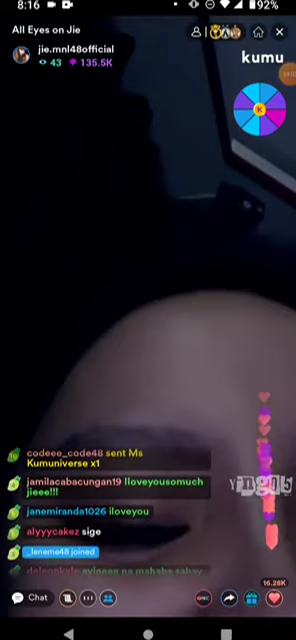 8:16
92%
All Eyes on Jie
jie.mnl48official
43 135.5K
kumu
codeee_code48 sent Ms
Kumuniverse x1
jamilacabacungan19 Iloveyousomuch
jieee!!!
janemiranda1026 iloveyou
alyyycakez sige
_leneme48 joined
16.28K
Chat